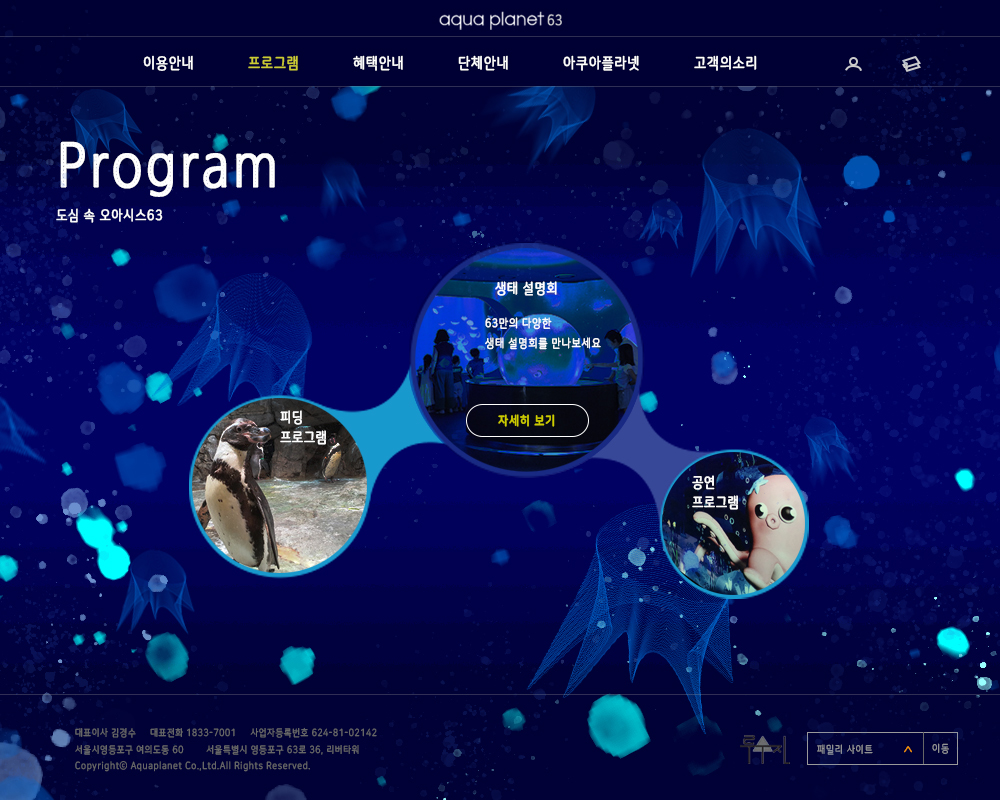 aqua planet 63
이용안내 프로그램 혜택안내 단체안내 아쿠아플라넷 고객의소리
Program
도심 속 오아시스63
생태 설명회
63만의 다양한
생태 설명회를 만나보세요
자세히 보기
피딩
프로그램
공연
프로그램
대표이사 김경수 대표전화 1833-7001 사업자등록번호 624-81-02142
서울시영등포구 여의도동 60 서울특별시 영등포구 63로 36, 리버타워
Copyright© Aquaplanet Co.,Ltd.All Rights Reserved.
패밀리 사이트 이동